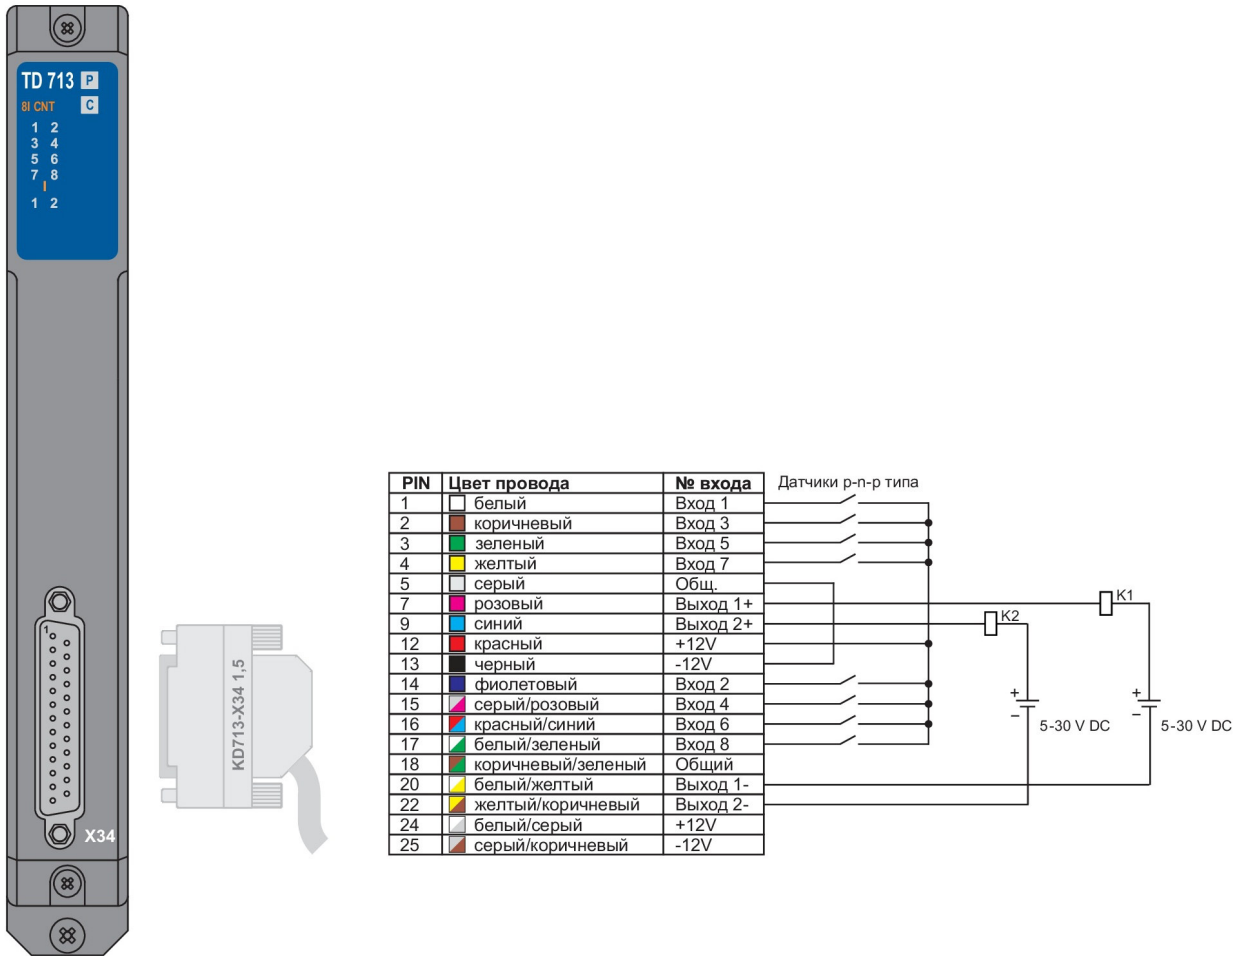 TD 713 P
8I CNT C
1 2
3 4
5 6
7 8
I
1 2
1
X34
KD713-X34 1,5
PIN Цвет провода № входа Датчики p-n-p типа
1 белый Вход 1
2 коричневый Вход 3
3 зеленый Вход 5
4 желтый Вход 7
5 серый Общ.
7 розовый Выход 1+ K1
9 синий Выход 2+ K2
12 красный +12V
13 черный -12V
14 фиолетовый Вход 2
15 серый/розовый Вход 4 + +
16 красный/синий Вход 6 − 5-30 V DC − 5-30 V DC
17 белый/зеленый Вход 8
18 коричневый/зеленый Общий
20 белый/желтый Выход 1-
22 желтый/коричневый Выход 2-
24 белый/серый +12V
25 серый/коричневый -12V